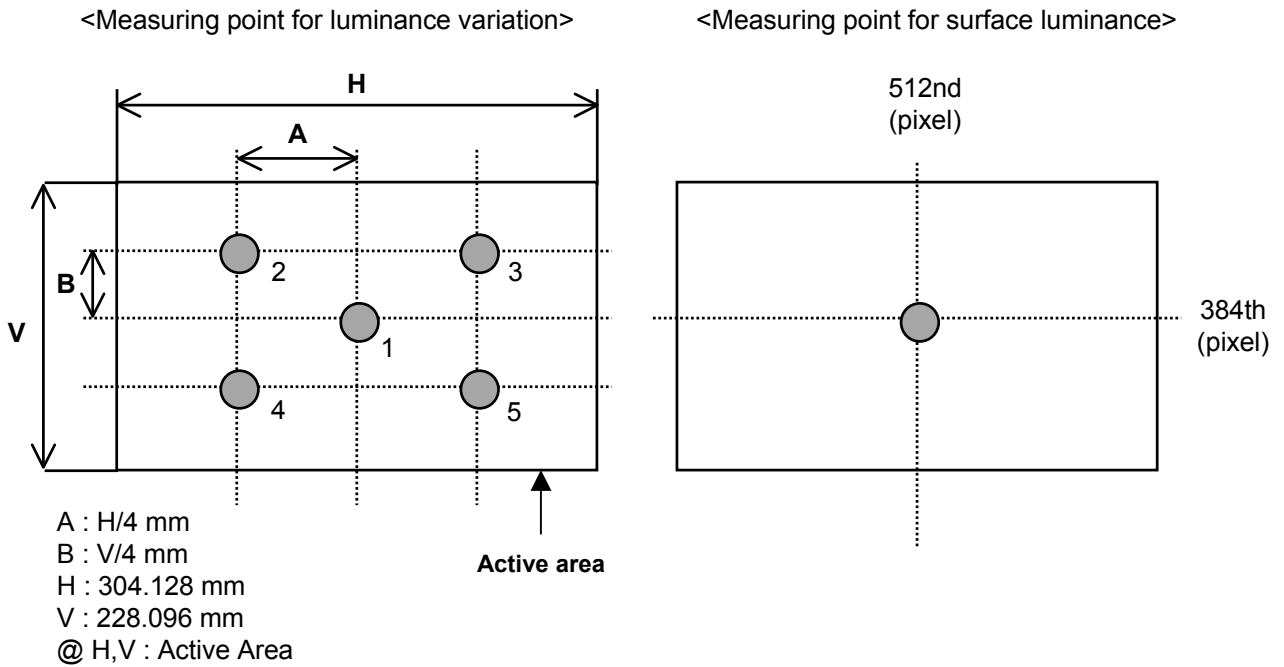 <Measuring point for luminance variation>
<Measuring point for surface luminance>
H
A
B
V
2
3
1
4
5
Active area
A : H/4 mm
B : V/4 mm
H : 304.128 mm
V : 228.096 mm
@ H,V : Active Area
512nd
(pixel)
384th
(pixel)